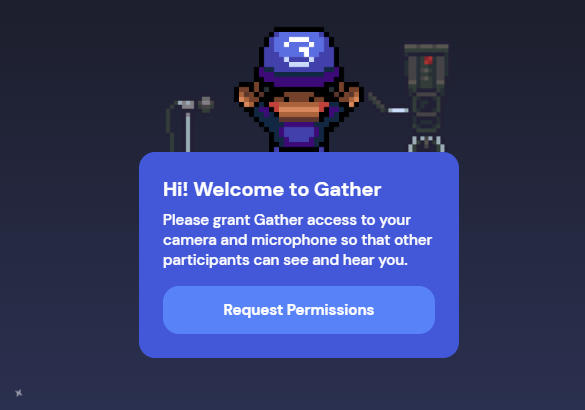 Hi! Welcome to Gather
Please grant Gather access to your
camera and microphone so that other
participants can see and hear you.
Request Permissions